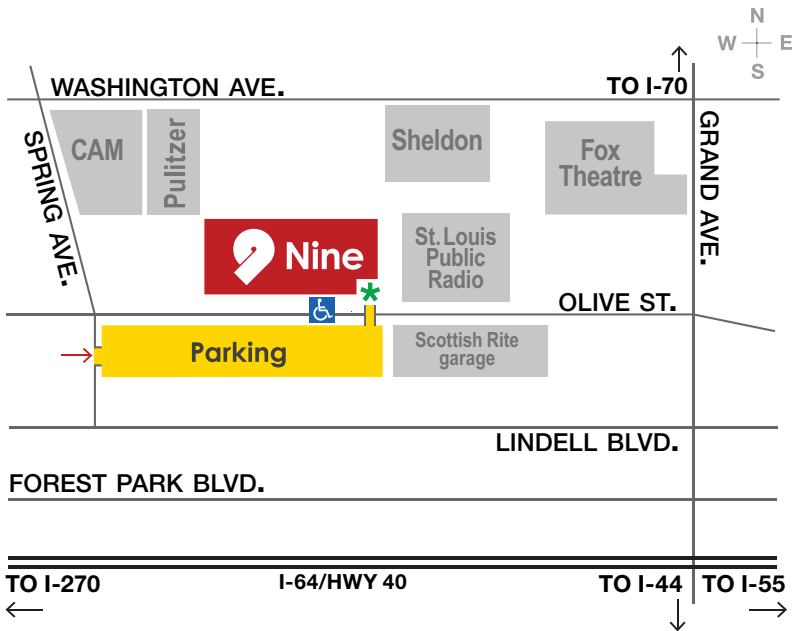 N
W E
S
WASHINGTON AVE.
TO I-70
SPRING AVE.
CAM
Pulitzer
Sheldon
Fox
Theatre
GRAND AVE.
Nine
St. Louis
Public
Radio
*
OLIVE ST.
Parking
Scottish Rite
garage
LINDELL BLVD.
FOREST PARK BLVD.
TO I-270
I-64/HWY 40
TO I-44
TO I-55